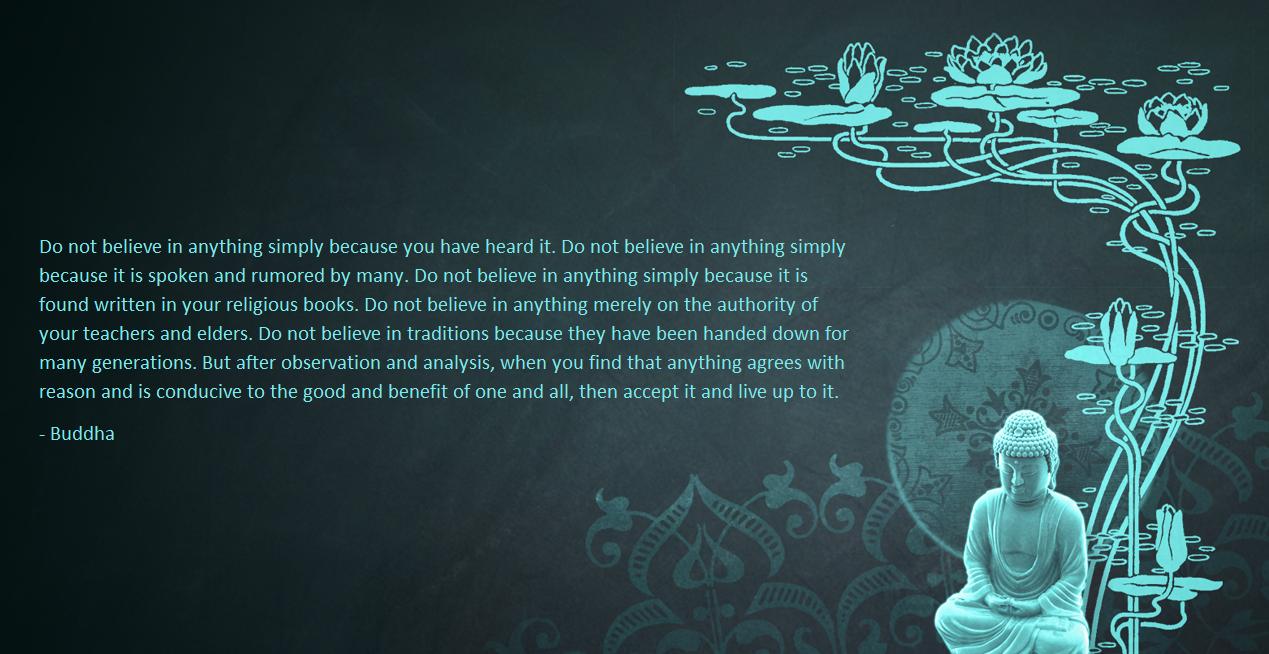 Do not believe in anything simply because you have heard it. Do not believe in anything simply
because it is spoken and rumored by many. Do not believe in anything simply because it is
found written in your religious books. Do not believe in anything merely on the authority of
your teachers and elders. Do not believe in traditions because they have been handed down for
many generations. But after observation and analysis, when you find that anything agrees with
reason and is conducive to the good and benefit of one and all, then accept it and live up to it.
- Buddha